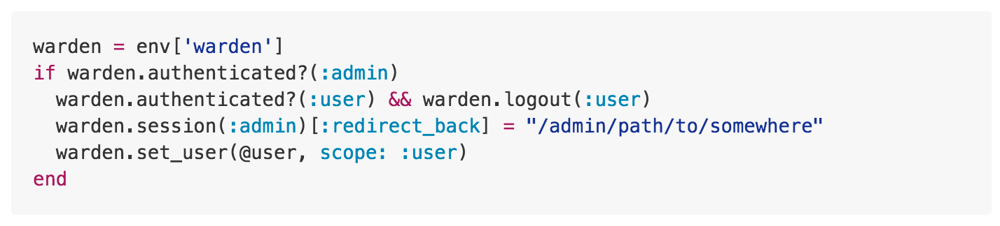 warden = env['warden']
if warden.authenticated?(:admin)
  warden.authenticated?(:user) && warden.logout(:user)
  warden.session(:admin)[:redirect_back] = "/admin/path/to/somewhere"
  warden.set_user(@user, scope: :user)
end